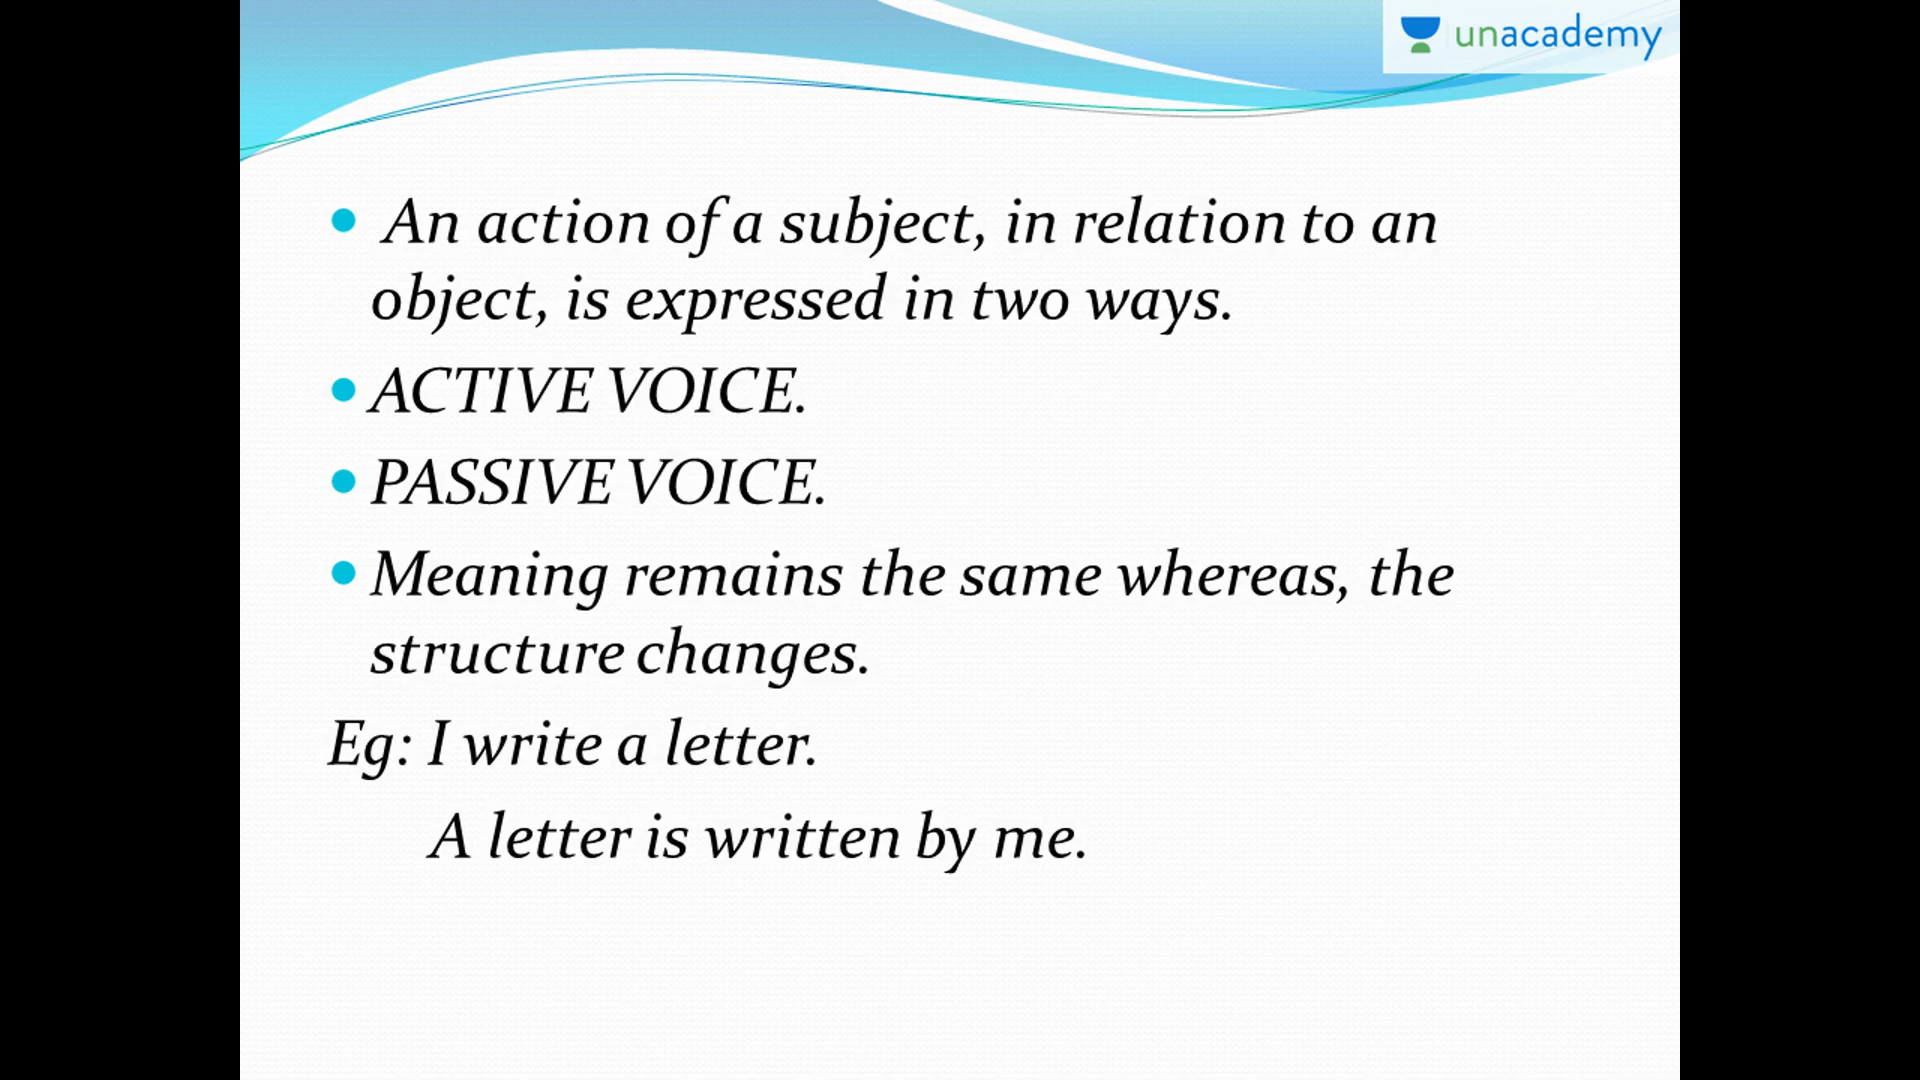 unacademy
• An action of a subject, in relation to an
object, is expressed in two ways.
• ACTIVE VOICE.
• PASSIVE VOICE.
• Meaning remains the same whereas, the
structure changes.
Eg: I write a letter.
A letter is written by me.